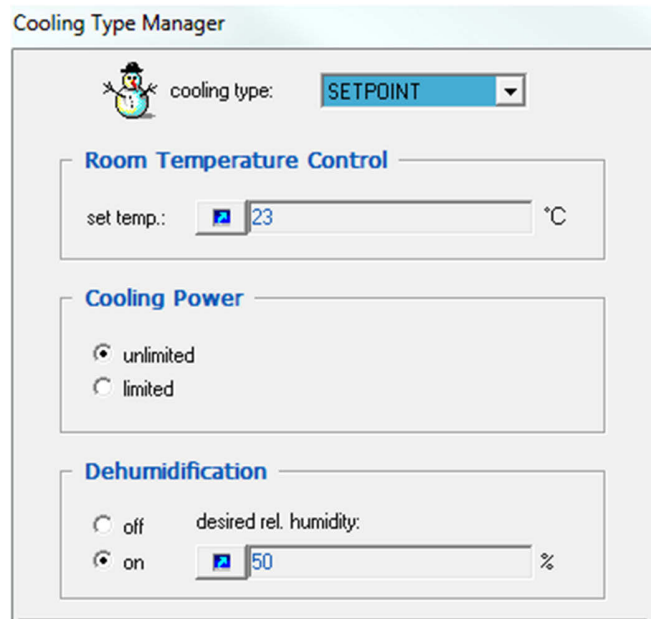 Cooling Type Manager
cooling type: SETPOINT
Room Temperature Control
set temp.: 23 °C
Cooling Power
unlimited
limited
Dehumidification
off desired rel. humidity:
on 50 %